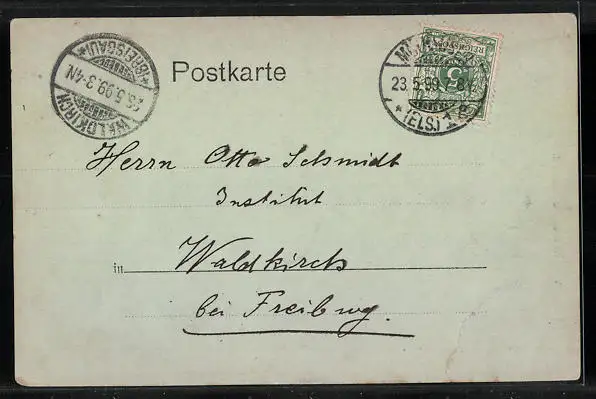 Postkarte
WALDKIRCH
23.5.99.3-4N
*(BREISGAU)*
23.5.99
* (ELS.) 1 *
REICHSPOST
5
Herrn Otto Schmidt
Institut
in Waldkirch
bei Freiburg.